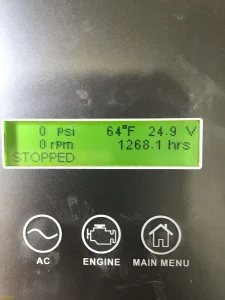 0 psi 64°F 24.9 V
0 rpm 1268.1 hrs
STOPPED
AC ENGINE MAIN MENU